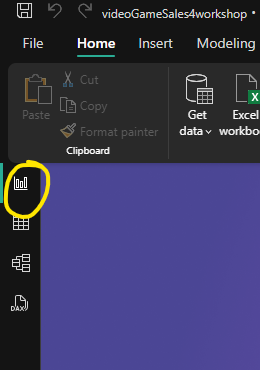 videoGameSales4workshop •
File Home Insert Modeling
Paste
Cut
Copy
Format painter
Clipboard
Get
data
Excel
workbo
DAX